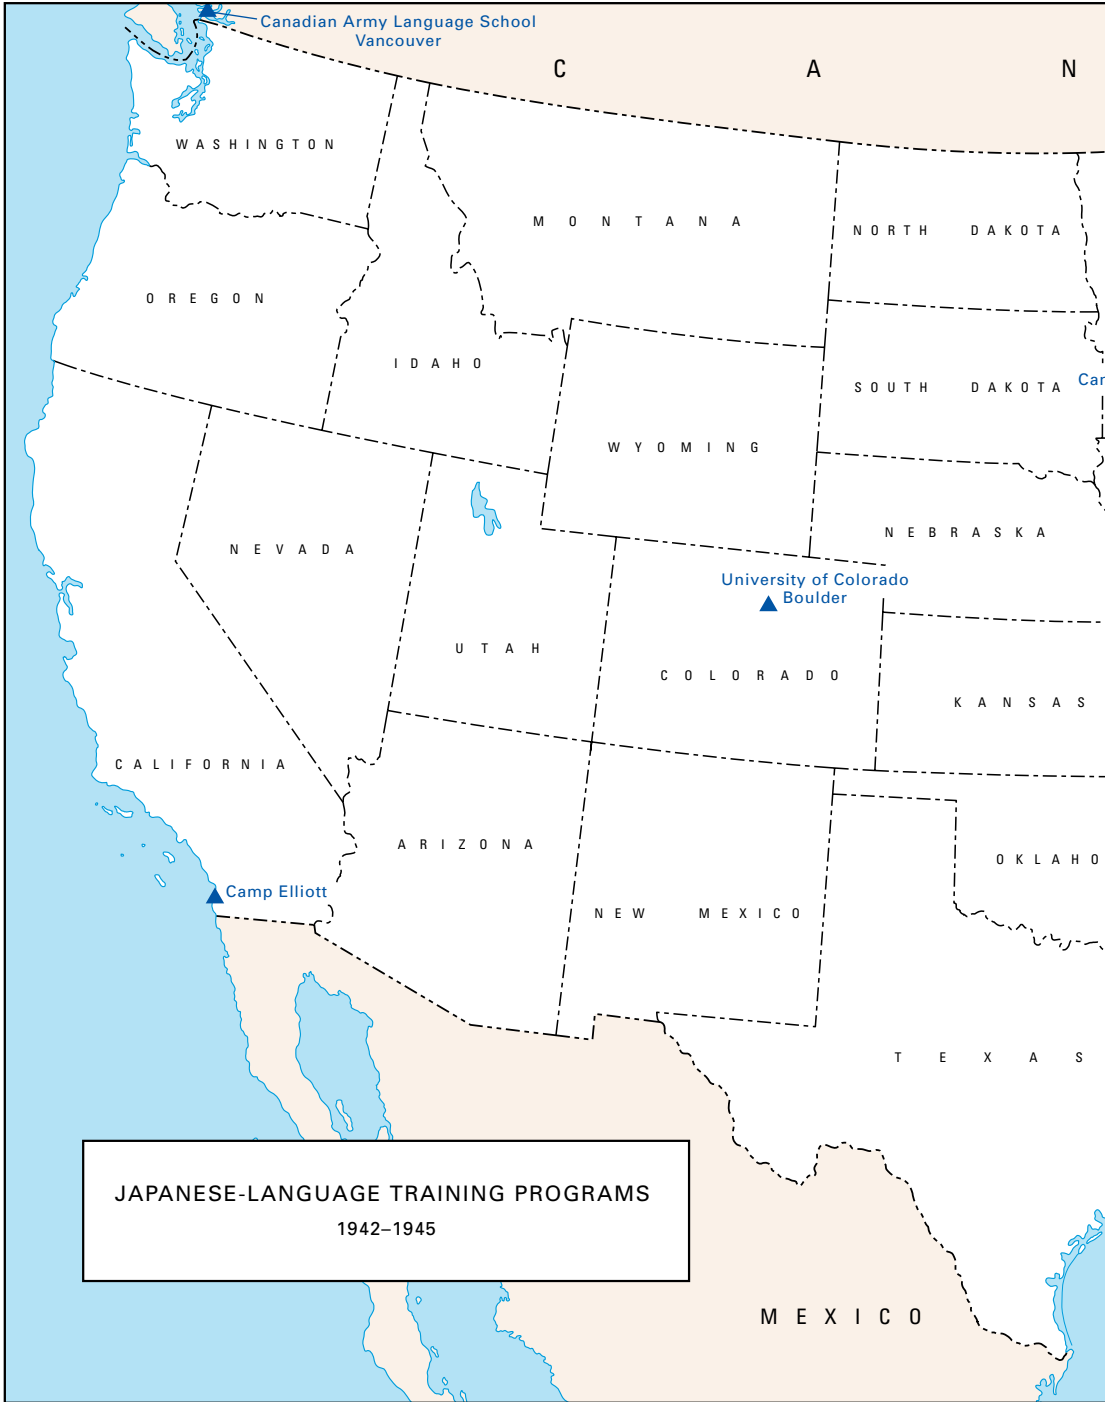 Canadian Army Language School
Vancouver
C A N
WASHINGTON
MONTANA
NORTH DAKOTA
OREGON
IDAHO
SOUTH DAKOTA
Car
WYOMING
NEBRASKA
NEVADA
University of Colorado
Boulder
UTAH
COLORADO
KANSAS
CALIFORNIA
ARIZONA
OKLAHO
Camp Elliott
NEW MEXICO
TEXAS
JAPANESE-LANGUAGE TRAINING PROGRAMS
1942–1945
MEXICO